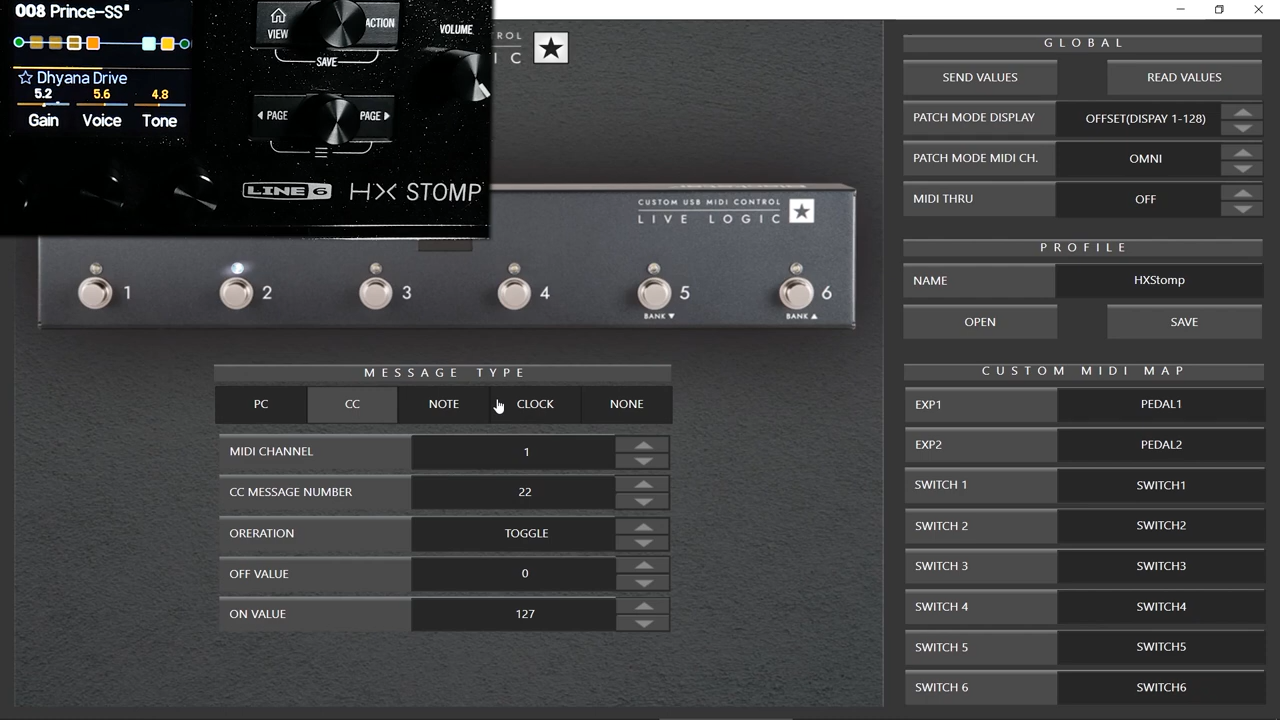 008 Prince-SS
VIEW
ACTION
SAVE
VOLUME
Dhyana Drive
5.2 5.6 4.8
Gain Voice Tone
PAGE PAGE
LINE 6 HX STOMP
CUSTOM USB MIDI CONTROL
LIVE LOGIC
1 2 3 4 5 6
BANK ▼ BANK ▲
MESSAGE TYPE
PC CC NOTE CLOCK NONE
MIDI CHANNEL 1
CC MESSAGE NUMBER 22
ORERATION TOGGLE
OFF VALUE 0
ON VALUE 127
GLOBAL
SEND VALUES READ VALUES
PATCH MODE DISPLAY OFFSET(DISPAY 1-128)
PATCH MODE MIDI CH. OMNI
MIDI THRU OFF
PROFILE
NAME HXStomp
OPEN SAVE
CUSTOM MIDI MAP
EXP1 PEDAL1
EXP2 PEDAL2
SWITCH 1 SWITCH1
SWITCH 2 SWITCH2
SWITCH 3 SWITCH3
SWITCH 4 SWITCH4
SWITCH 5 SWITCH5
SWITCH 6 SWITCH6